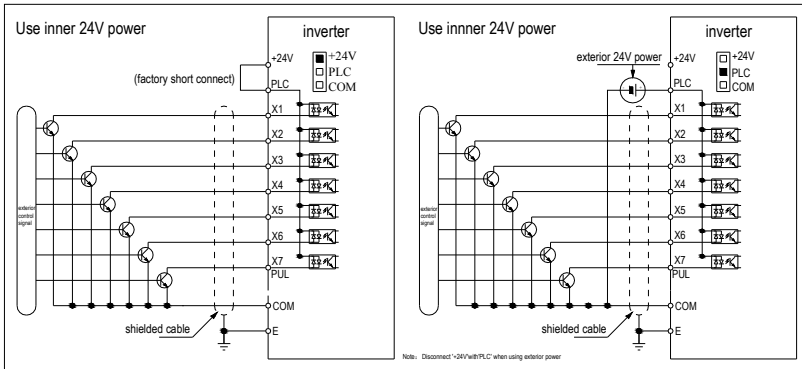 Use inner 24V power
inverter
+24V
PLC
COM
+24V
(factory short connect)
PLC
X1
X2
X3
X4
X5
X6
X7
PUL
exterior
control
signal
COM
shielded cable
E
Use innner 24V power
inverter
+24V
PLC
COM
exterior 24V power
+24V
PLC
X1
X2
X3
X4
X5
X6
X7
PUL
exterior
control
signal
COM
shielded cable
E
Note: Disconnect '+24V'with'PLC' when using exterior power